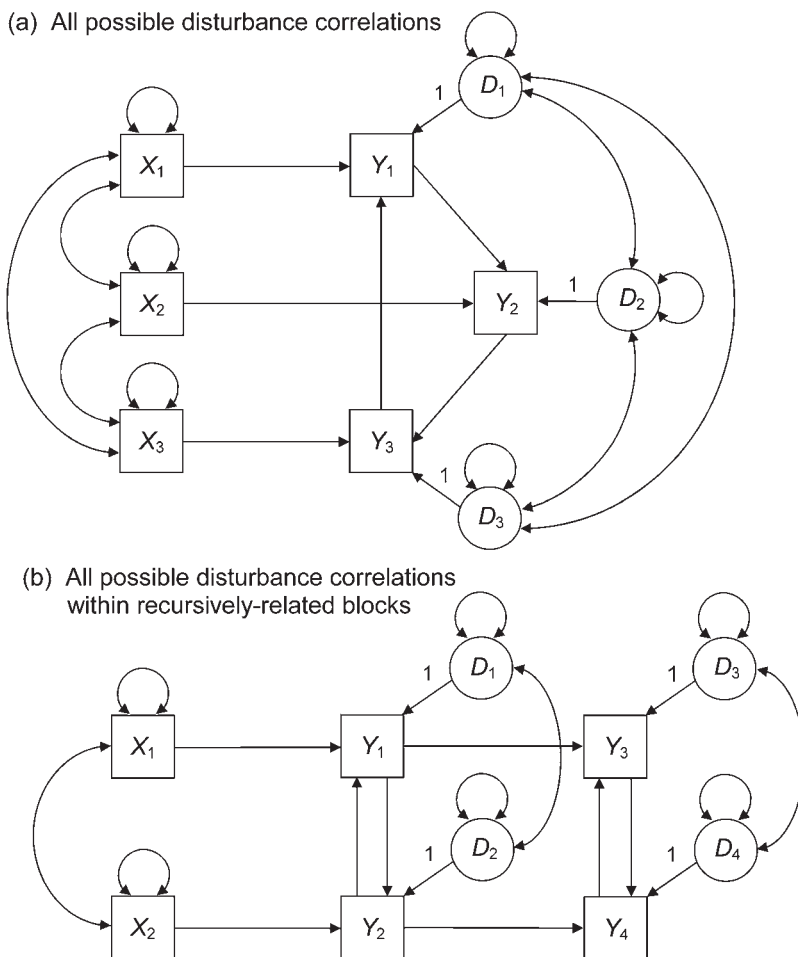 (a) All possible disturbance correlations
D₁
1
X₁
Y₁
X₂
Y₂
1
D₂
X₃
Y₃
1
D₃
(b) All possible disturbance correlations
within recursively-related blocks
D₁
D₃
1
1
X₁
Y₁
Y₃
D₂
D₄
1
1
X₂
Y₂
Y₄